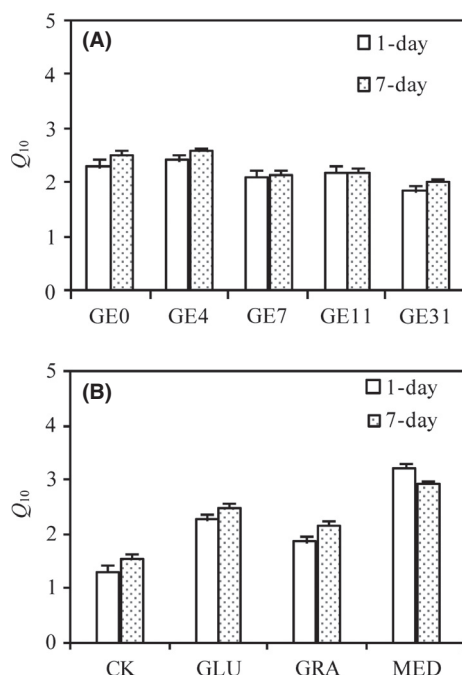 5
(A)
1-day
4
7-day
3
Q10
2
1
0
GE0 GE4 GE7 GE11 GE31
5
(B)
1-day
4
7-day
3
Q10
2
1
0
CK GLU GRA MED